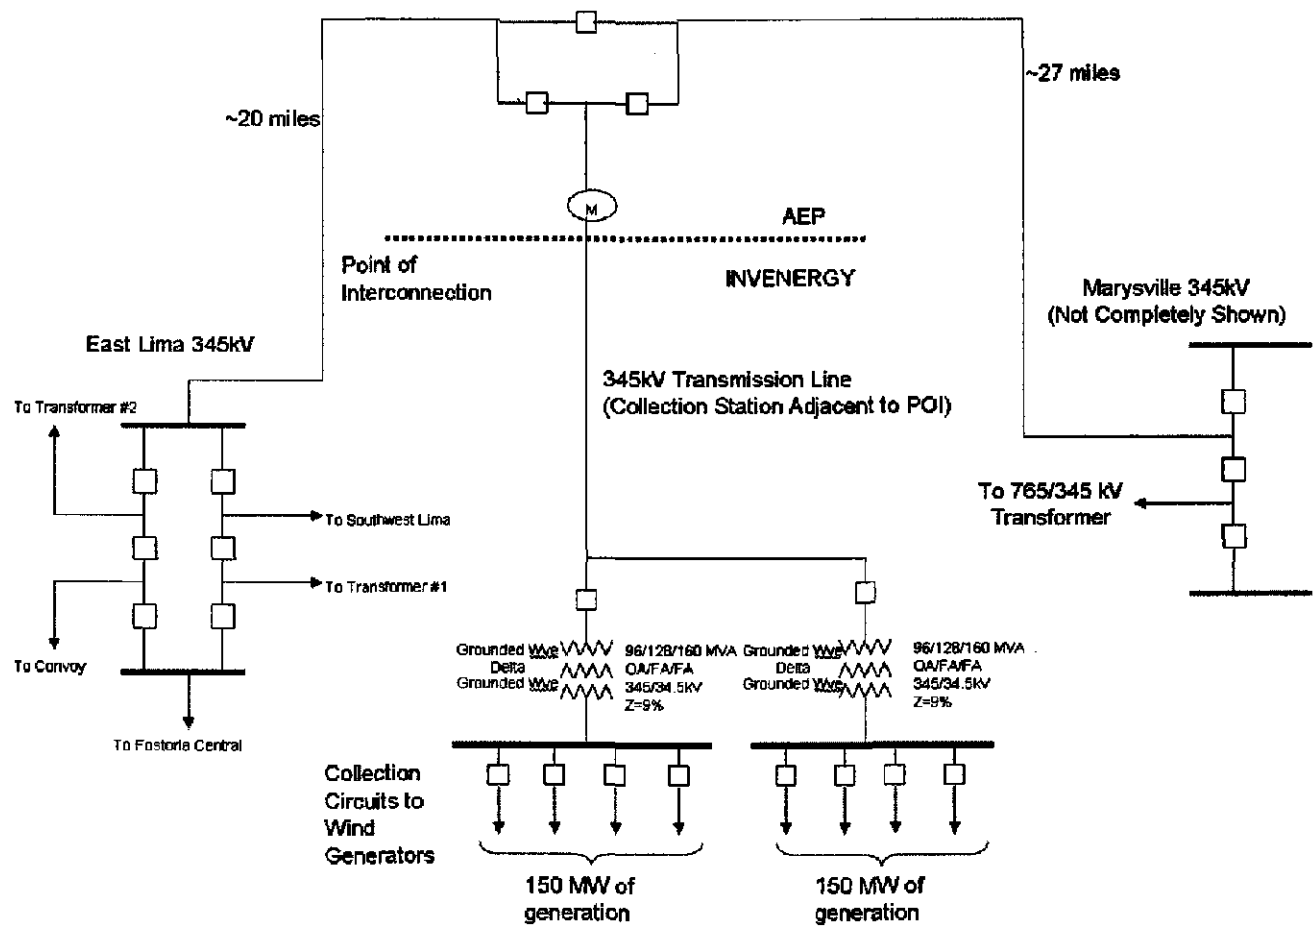 ~20 miles
~27 miles
M
AEP
Point of
Interconnection
INVENERGY
Marysville 345kV
(Not Completely Shown)
East Lima 345kV
345kV Transmission Line
(Collection Station Adjacent to POI)
To Transformer #2
To 765/345 kV
Transformer
To Southwest Lima
To Transformer #1
To Convoy
To Fostoria Central
Grounded Wye
Delta
Grounded Wye
96/128/160 MVA
OA/FA/FA
345/34.5kV
Z=9%
Grounded Wye
Delta
Grounded Wye
96/128/160 MVA
OA/FA/FA
345/34.5kV
Z=9%
Collection
Circuits to
Wind
Generators
150 MW of
generation
150 MW of
generation